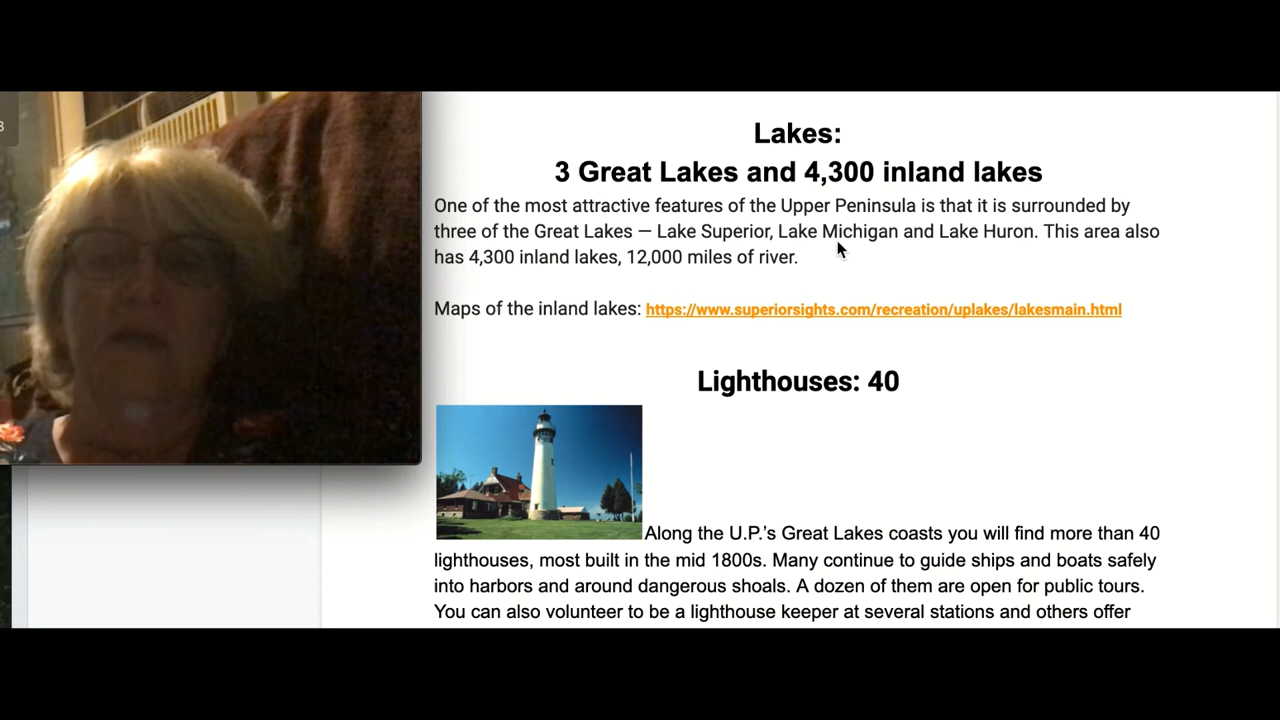 3
Lakes:
3 Great Lakes and 4,300 inland lakes
One of the most attractive features of the Upper Peninsula is that it is surrounded by
three of the Great Lakes — Lake Superior, Lake Michigan and Lake Huron. This area also
has 4,300 inland lakes, 12,000 miles of river.
Maps of the inland lakes: https://www.superiorsights.com/recreation/uplakes/lakesmain.html
Lighthouses: 40
Along the U.P.’s Great Lakes coasts you will find more than 40
lighthouses, most built in the mid 1800s. Many continue to guide ships and boats safely
into harbors and around dangerous shoals. A dozen of them are open for public tours.
You can also volunteer to be a lighthouse keeper at several stations and others offer